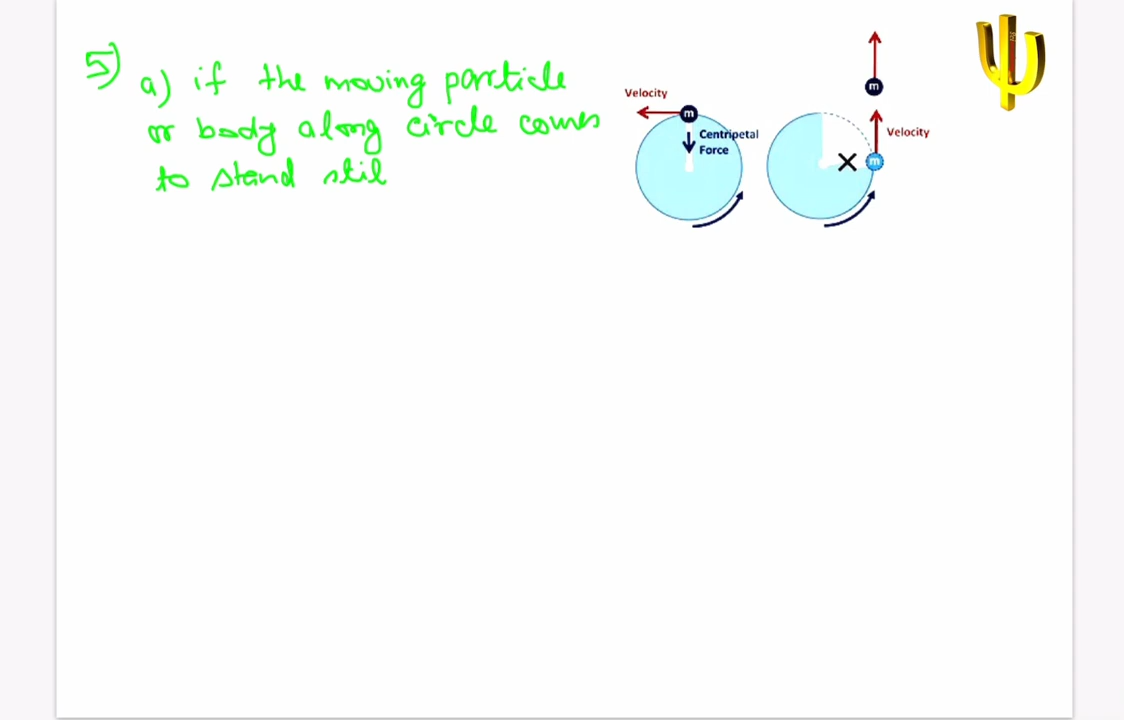 5) a) if the moving particle
or body along circle comes
to stand stil
Velocity
m
Centripetal
Force
m
Velocity
m